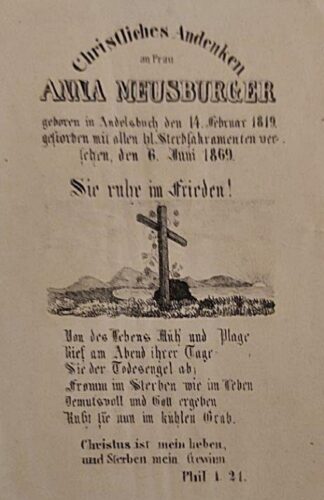 Christliches Andenken
an Frau
ANNA MEUSBURGER
geboren in Andelsbuch den 14. Februar 1819.
gestorben mit allen hl. Sterbsakramenten ver-
sehen, den 6. Juni 1869.
Sie ruhe im Frieden!
Von des Lebens Müh und Plage
Rief am Abend ihrer Tage
Sie der Todesengel ab;
Fromm im Sterben wie im Leben
Demutsvoll und Gott ergeben
Ruht sie nun im kühlen Grab.
Christus ist mein Leben,
und Sterben mein Gewinn
Phil 1. 21.